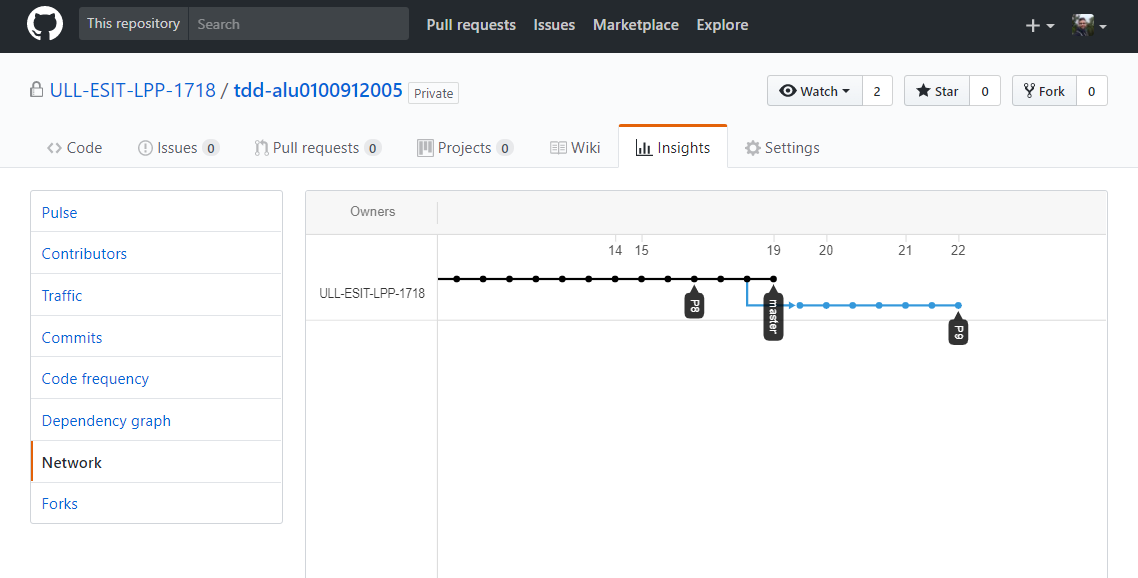 This repository Search Pull requests Issues Marketplace Explore
ULL-ESIT-LPP-1718 / tdd-alu0100912005 Private Watch 2 Star 0 Fork 0
Code Issues 0 Pull requests 0 Projects 0 Wiki Insights Settings
Pulse
Contributors
Traffic
Commits
Code frequency
Dependency graph
Network
Forks
Owners
14 15 19 20 21 22
ULL-ESIT-LPP-1718
P8
master
P9